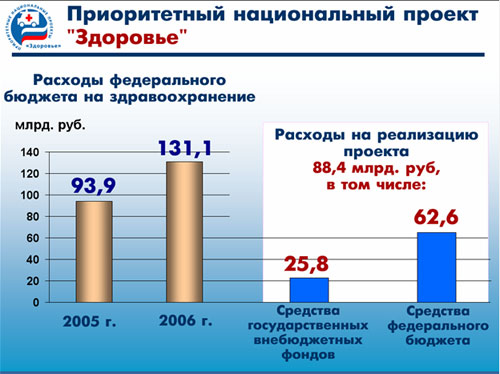 Приоритетный национальный проект
"Здоровье"
«Здоровье»
Расходы федерального
бюджета на здравоохранение
млрд. руб.
140
120
100
80
60
40
20
0
93,9
131,1
2005 г.
2006 г.
Расходы на реализацию
проекта
88,4 млрд. руб,
в том числе:
25,8
62,6
Средства
государственных
внебюджетных
фондов
Средства
федерального
бюджета